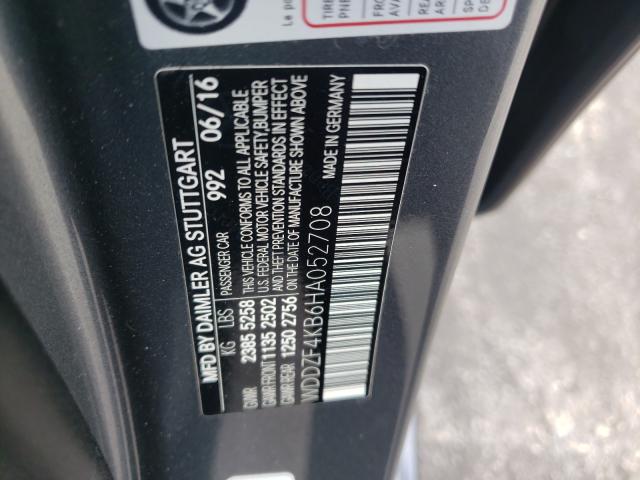 MFD BY DAIMLER AG STUTTGART
992 06/16
KG LBS PASSENGER CAR
GVWR 2385 5258 THIS VEHICLE CONFORMS TO ALL APPLICABLE
GAWR FRONT 1135 2502 U.S. FEDERAL MOTOR VEHICLE SAFETY, BUMPER
GAWR REAR 1250 2756 AND THEFT PREVENTION STANDARDS IN EFFECT
ON THE DATE OF MANUFACTURE SHOWN ABOVE
WDDZF4KB6HA052708
MADE IN GERMANY